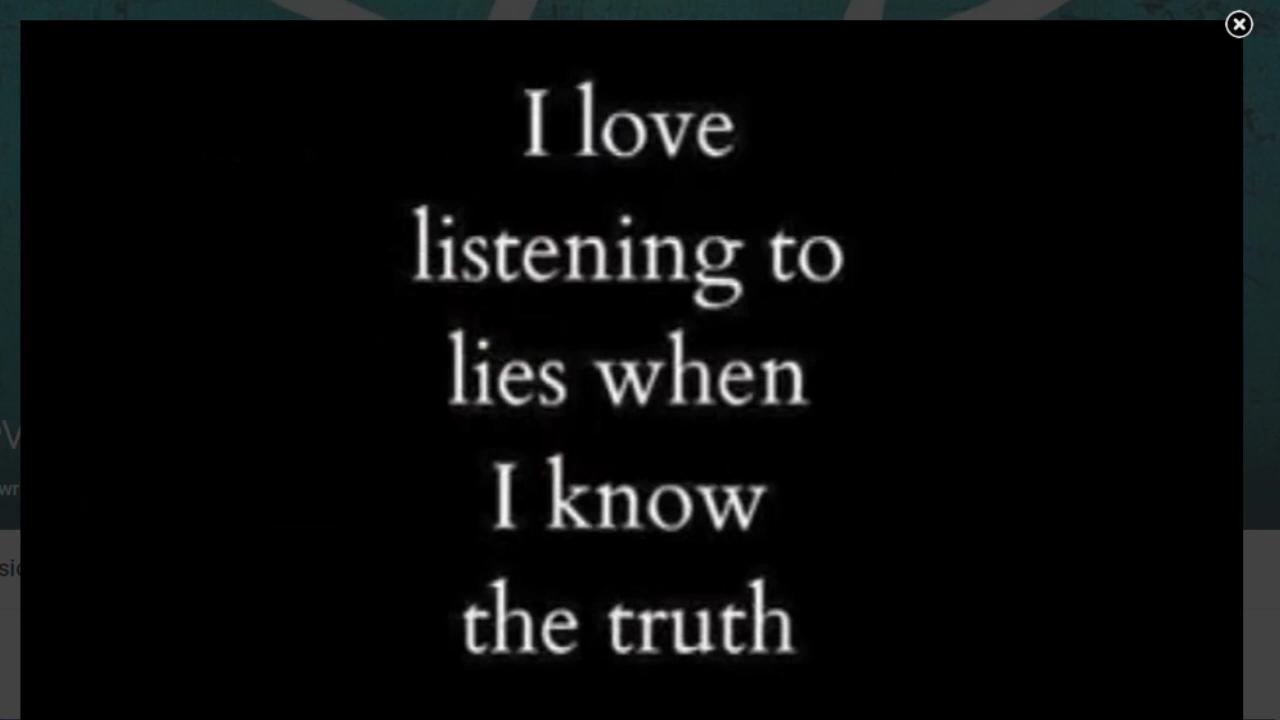 I love
listening to
lies when
I know
the truth